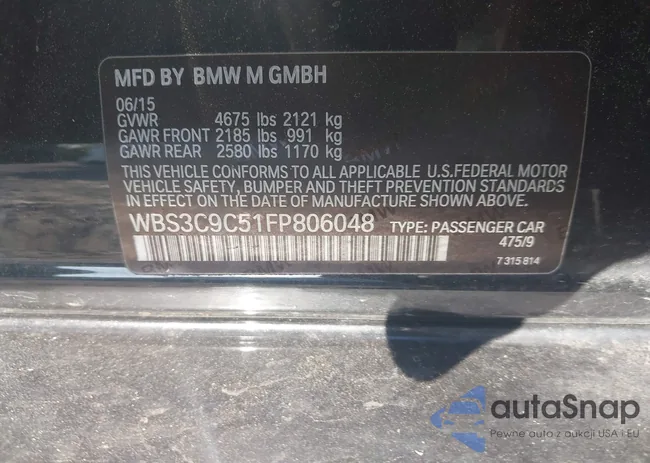 MFD BY BMW M GMBH
06/15
GVWR 4675 lbs 2121 kg
GAWR FRONT 2185 lbs 991 kg
GAWR REAR 2580 lbs 1170 kg
THIS VEHICLE CONFORMS TO ALL APPLICABLE U.S.FEDERAL MOTOR
VEHICLE SAFETY, BUMPER AND THEFT PREVENTION STANDARDS
IN EFFECT ON THE DATE OF MANUFACTURE SHOWN ABOVE.
WBS3C9C51FP806048 TYPE: PASSENGER CAR
475/9
7 315 814
autoSnap
Pewne auta z aukcji USA i EU